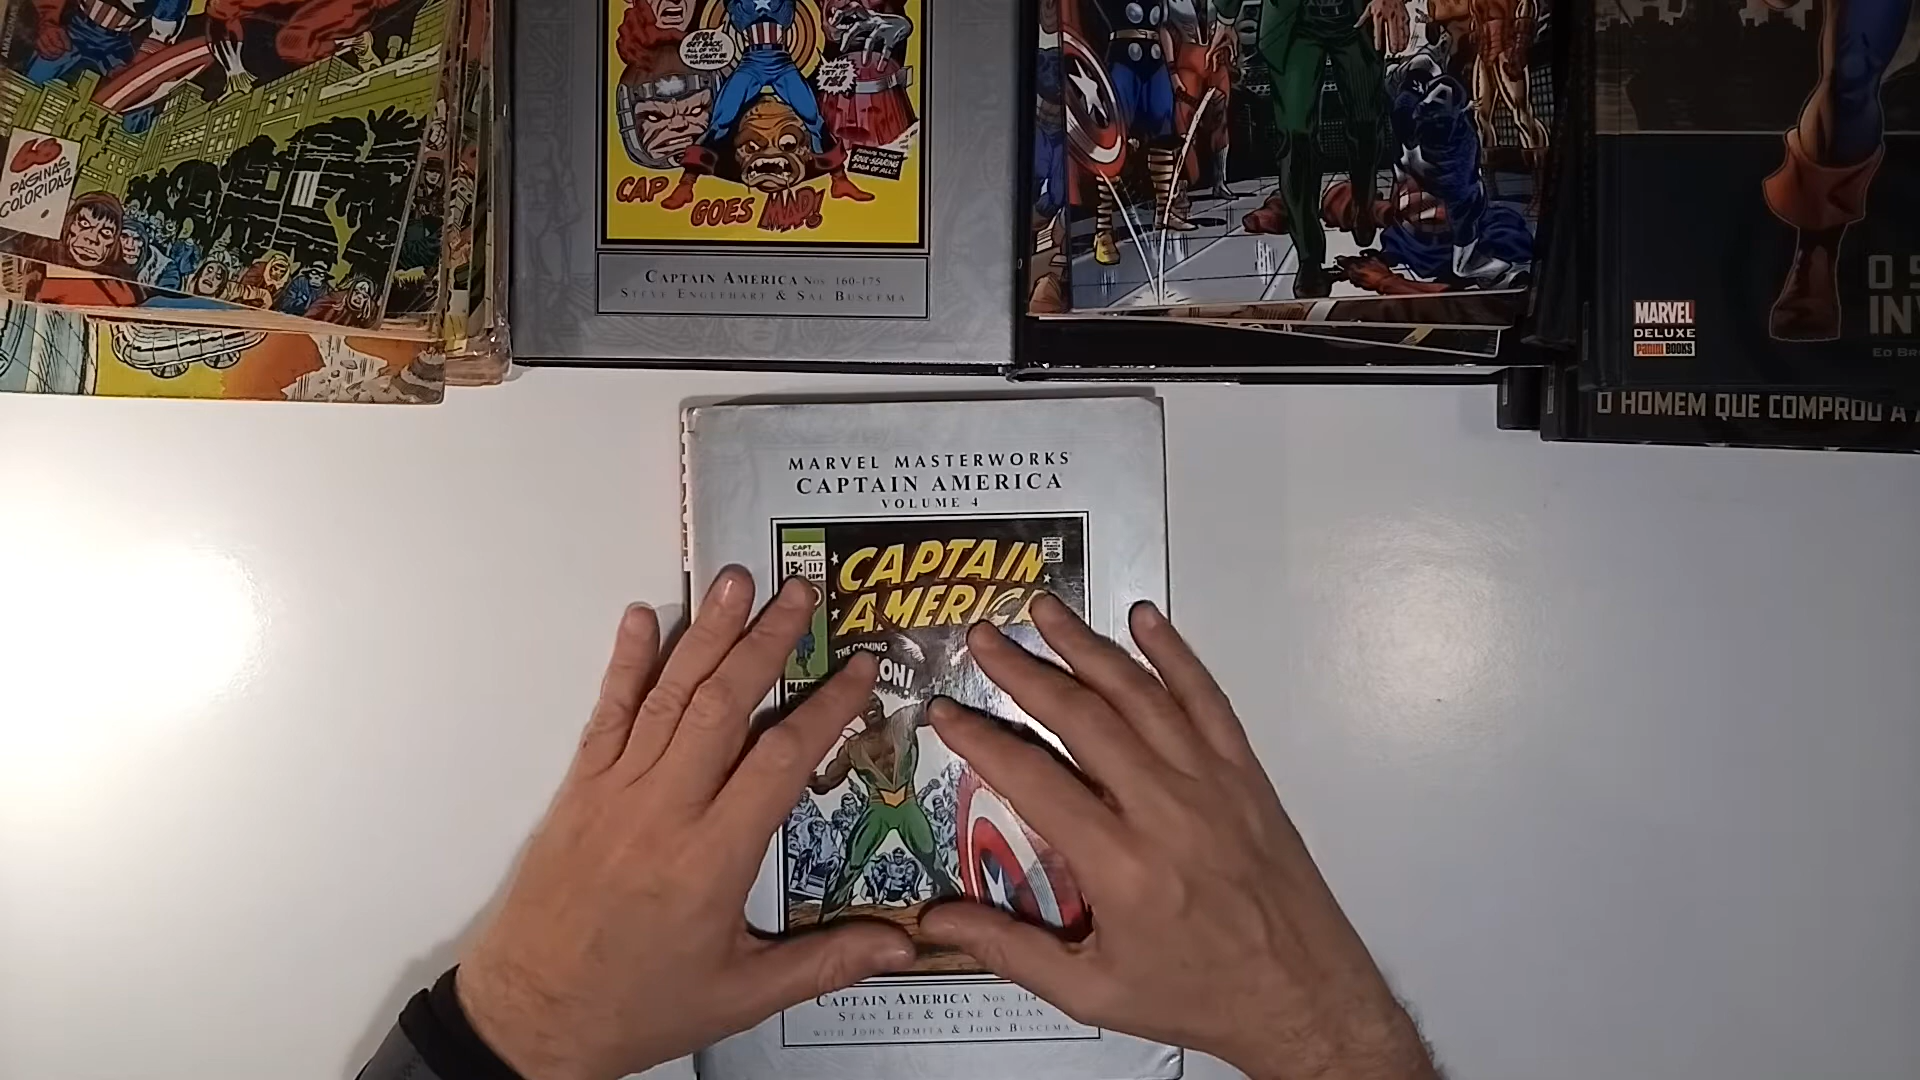 60
PÁGINAS
COLORIDAS
CAP
GOES MAD!
CAPTAIN AMERICA NOS. 160-175
STEVE ENGLEHART & SAL BUSCEMA
MARVEL
DELUXE
PANINI BOOKS
O HOMEM QUE COMPROU A
MARVEL MASTERWORKS
CAPTAIN AMERICA
VOLUME 4
CAPT.
AMERICA
15¢
117
SEPT
CAPTAIN
AMERICA
THE COMING
CAPTAIN AMERICA NOS. 114
STAN LEE & GENE COLAN
WITH JOHN ROMITA & JOHN BUSCEMA